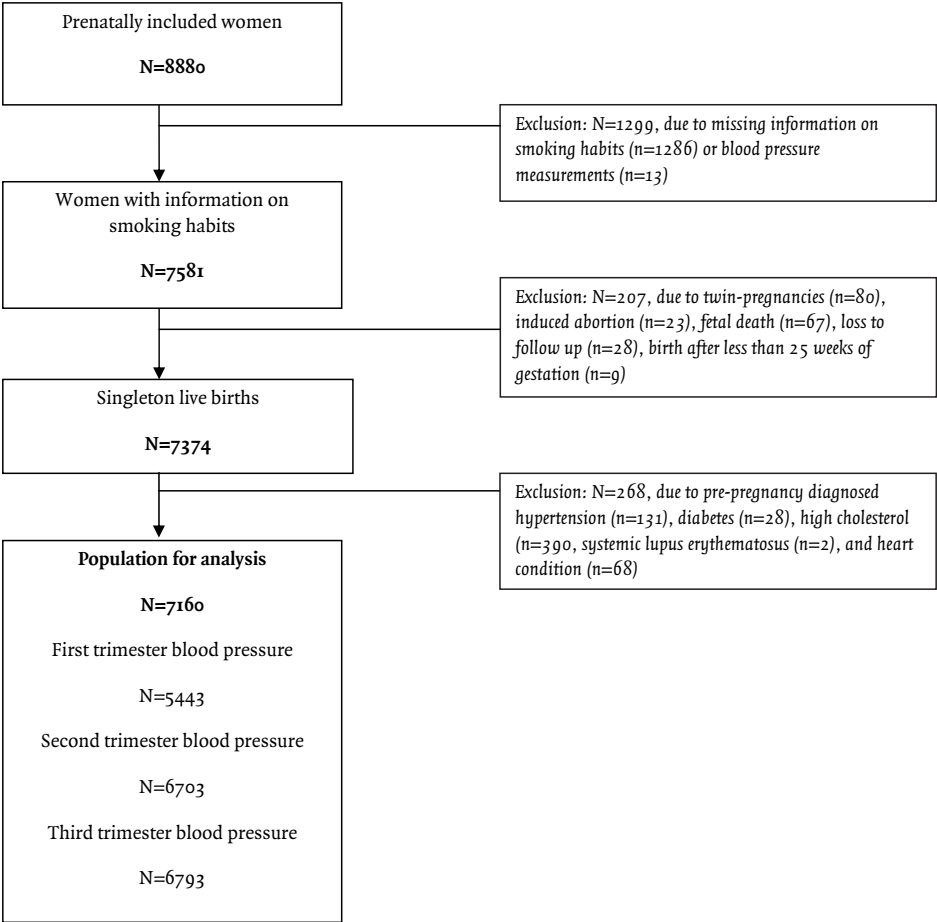 Prenatally included women
N=8880
Exclusion: N=1299, due to missing information on
smoking habits (n=1286) or blood pressure
measurements (n=13)
Women with information on
smoking habits
N=7581
Exclusion: N=207, due to twin-pregnancies (n=80),
induced abortion (n=23), fetal death (n=67), loss to
follow up (n=28), birth after less than 25 weeks of
gestation (n=9)
Singleton live births
N=7374
Exclusion: N=268, due to pre-pregnancy diagnosed
hypertension (n=131), diabetes (n=28), high cholesterol
(n=390, systemic lupus erythematosus (n=2), and heart
condition (n=68)
Population for analysis
N=7160
First trimester blood pressure
N=5443
Second trimester blood pressure
N=6703
Third trimester blood pressure
N=6793